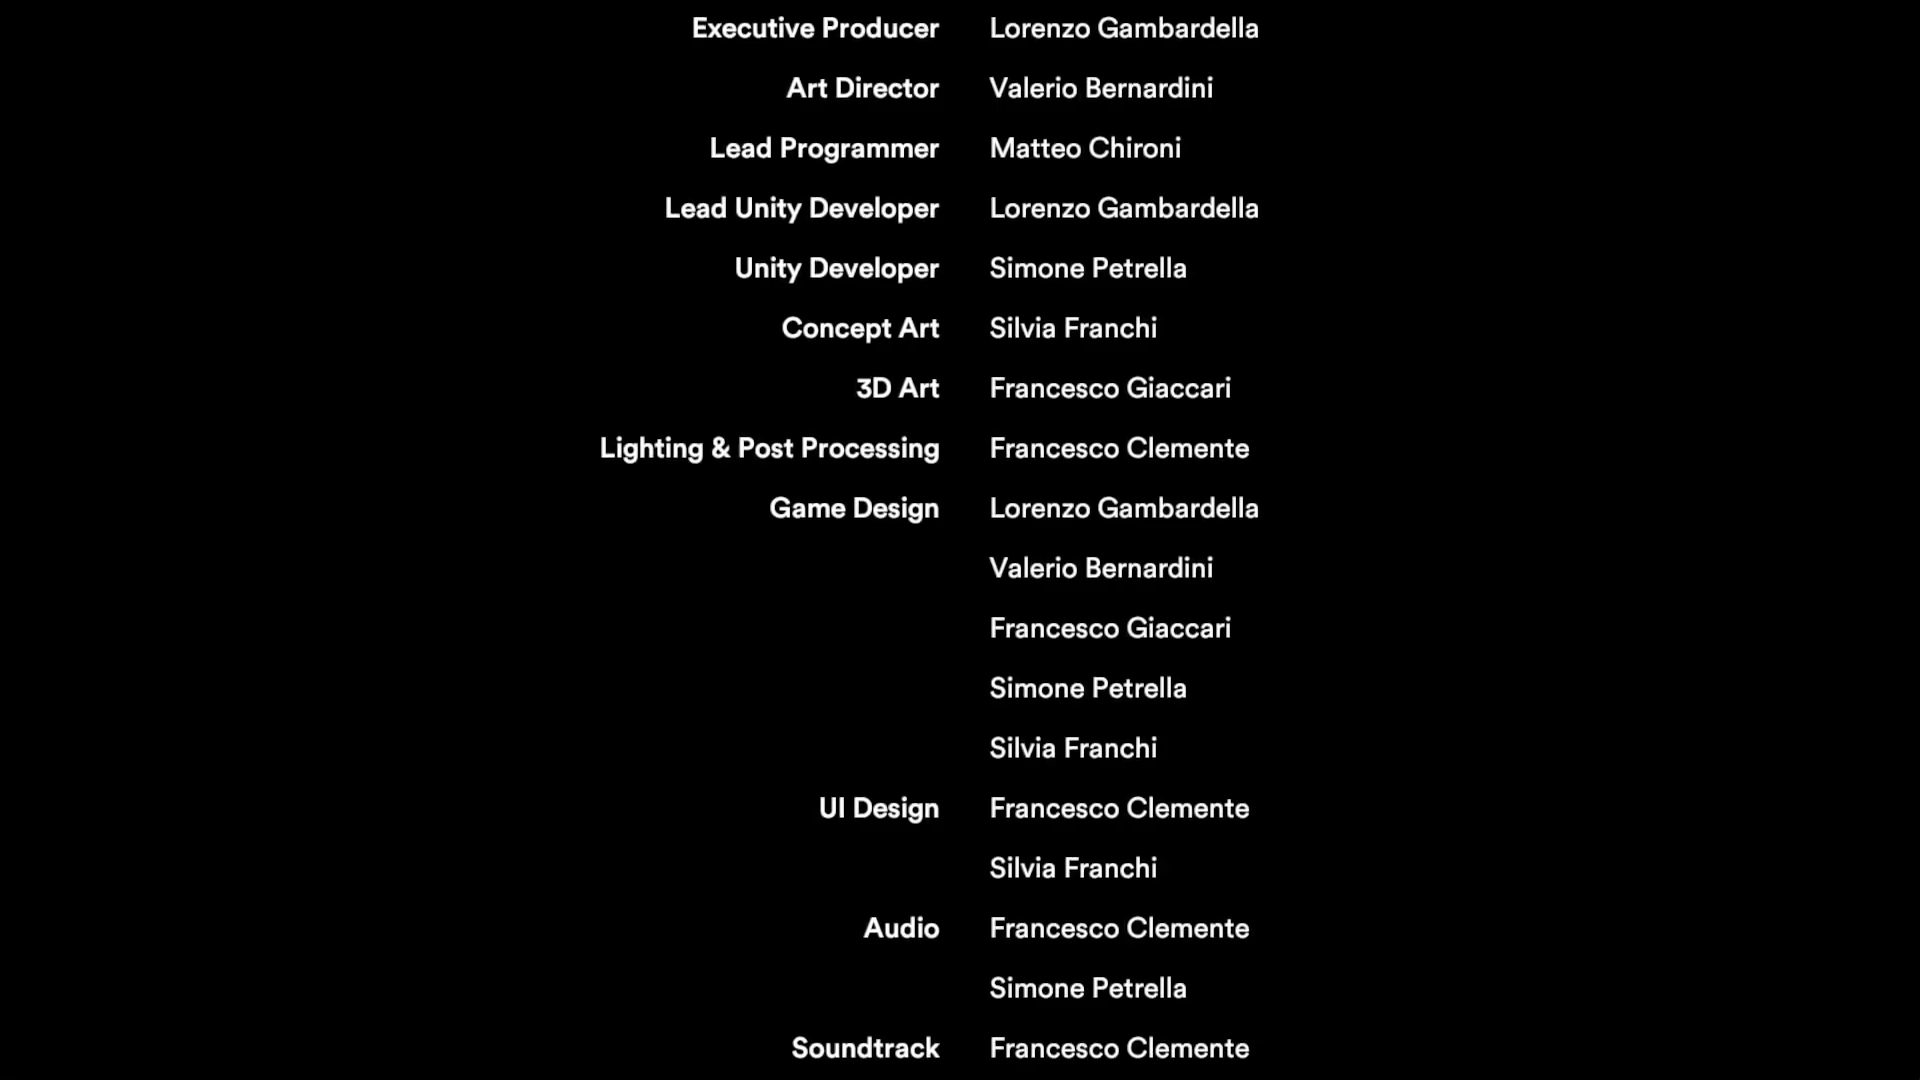 Executive Producer Lorenzo Gambardella
Art Director Valerio Bernardini
Lead Programmer Matteo Chironi
Lead Unity Developer Lorenzo Gambardella
Unity Developer Simone Petrella
Concept Art Silvia Franchi
3D Art Francesco Giaccari
Lighting & Post Processing Francesco Clemente
Game Design Lorenzo Gambardella
Valerio Bernardini
Francesco Giaccari
Simone Petrella
Silvia Franchi
UI Design Francesco Clemente
Silvia Franchi
Audio Francesco Clemente
Simone Petrella
Soundtrack Francesco Clemente